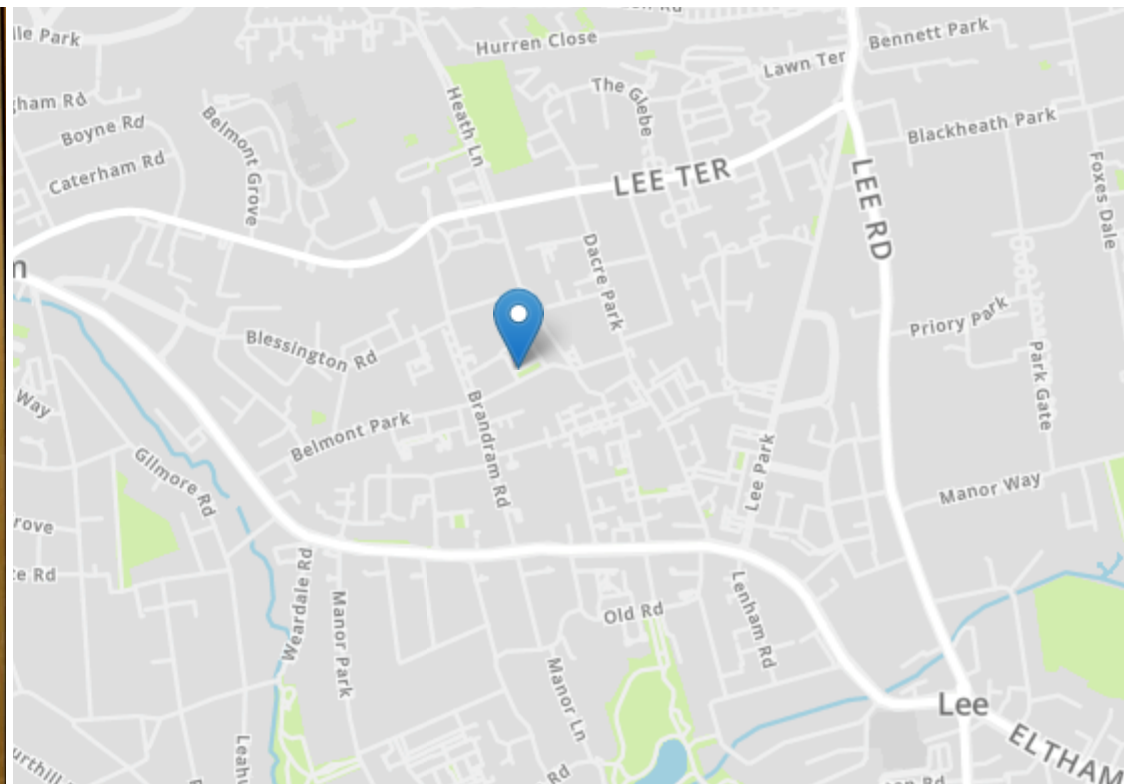 Hurren Close
Bennett Park
Lawn Ter
The Glebe
Heath Ln
Boyne Rd
Belmont Grove
Caterham Rd
Blackheath Park
LEE TER
LEE RD
Foxes Dale
Dacre Park
Priory Park
Park Gate
Blessington Rd
Way
Belmont Park
Brandram Rd
Lee Park
Gilmore Rd
Manor Way
Weardale Rd
Manor Park
Old Rd
Lenham Rd
Manor Ln
Lee
ELTHAM
Rd